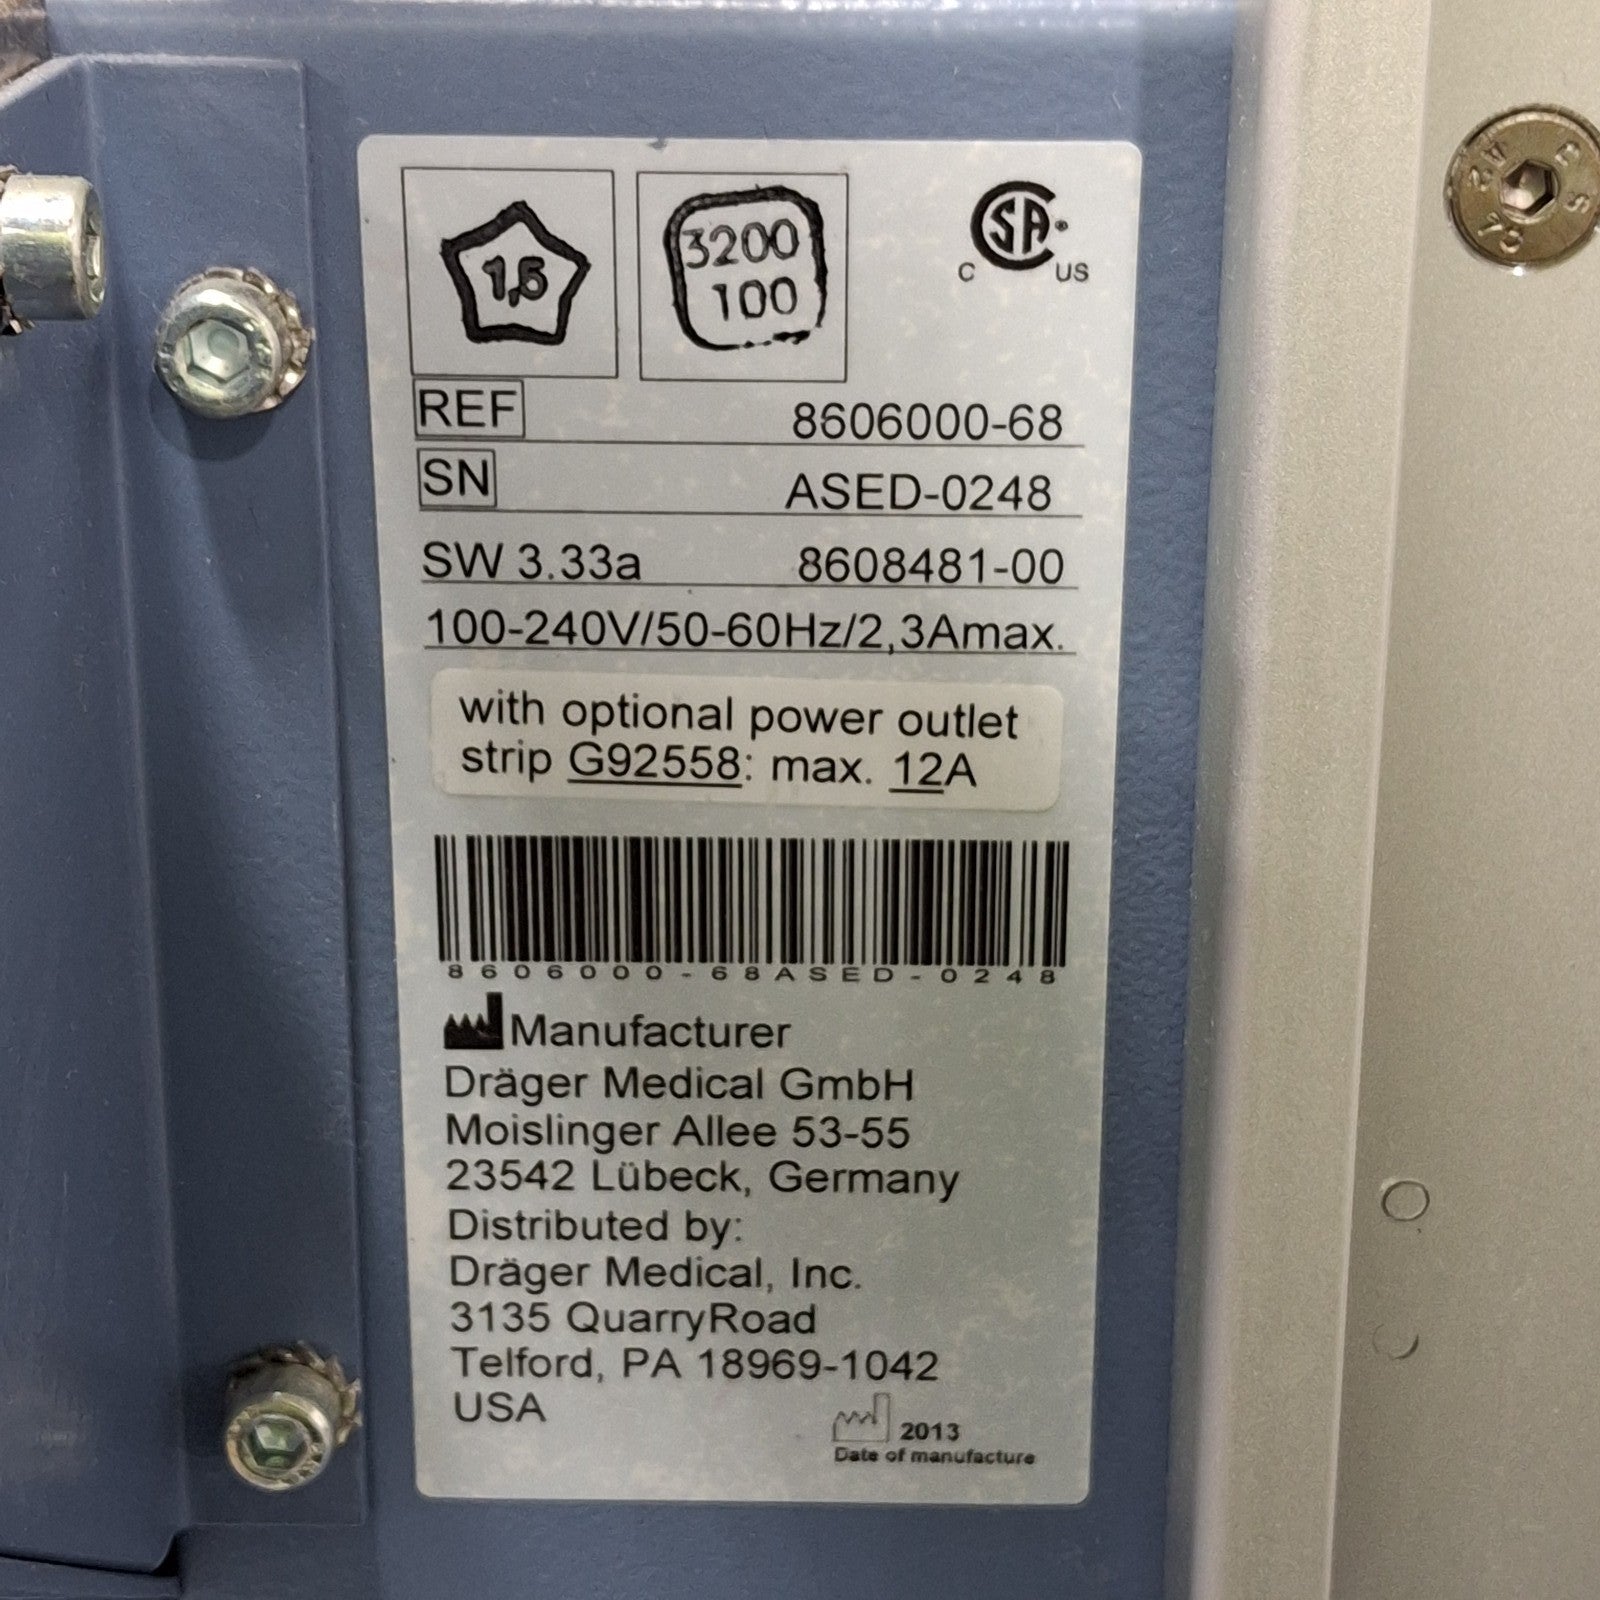 1,5
3200
100
CSA®
C US
REF 8606000-68
SN ASED-0248
SW 3.33a 8608481-00
100-240V/50-60Hz/2,3Amax.
with optional power outlet
strip G92558: max. 12A
8606000-68ASED-0248
Manufacturer
Dräger Medical GmbH
Moislinger Allee 53-55
23542 Lübeck, Germany
Distributed by:
Dräger Medical, Inc.
3135 QuarryRoad
Telford, PA 18969-1042
USA
2013
Date of manufacture